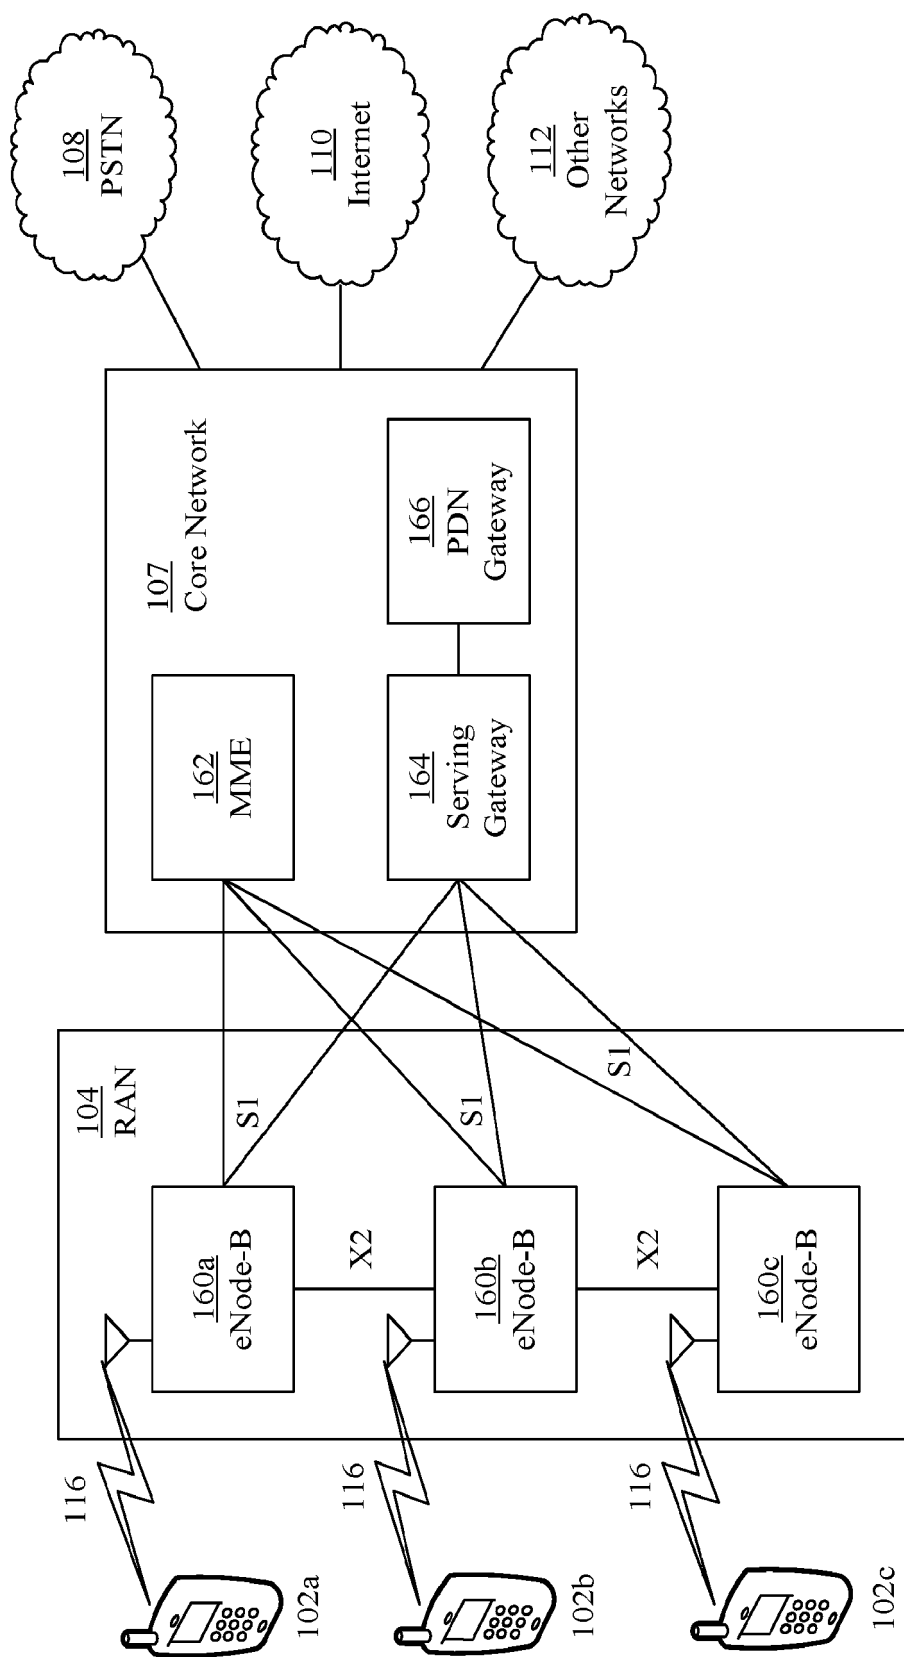 102a
116
160a
eNode-B
104
RAN
S1
162
MME
107
Core Network
108
PSTN
X2
102b
116
160b
eNode-B
S1
164
Serving
Gateway
166
PDN
Gateway
110
Internet
X2
102c
116
160c
eNode-B
S1
112
Other
Networks